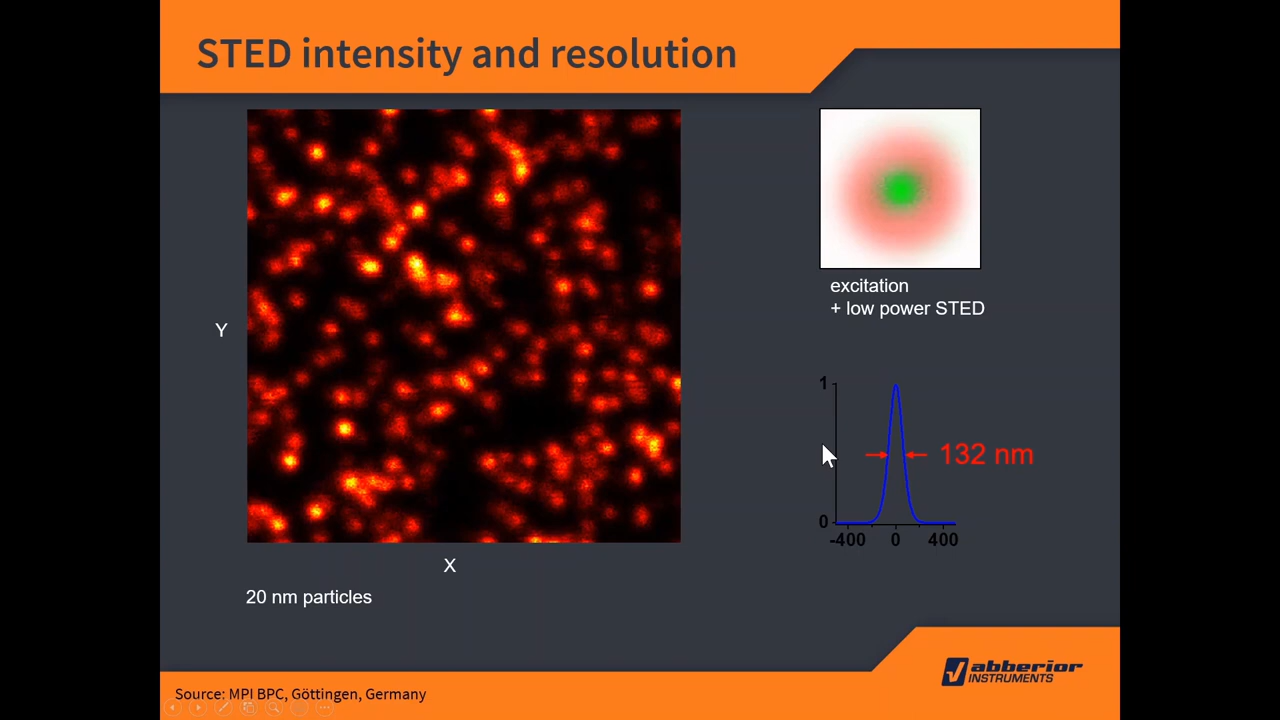 STED intensity and resolution
Y
X
20 nm particles
excitation
+ low power STED
1
132 nm
0
-400 0 400
abberior
INSTRUMENTS
Source: MPI BPC, Göttingen, Germany